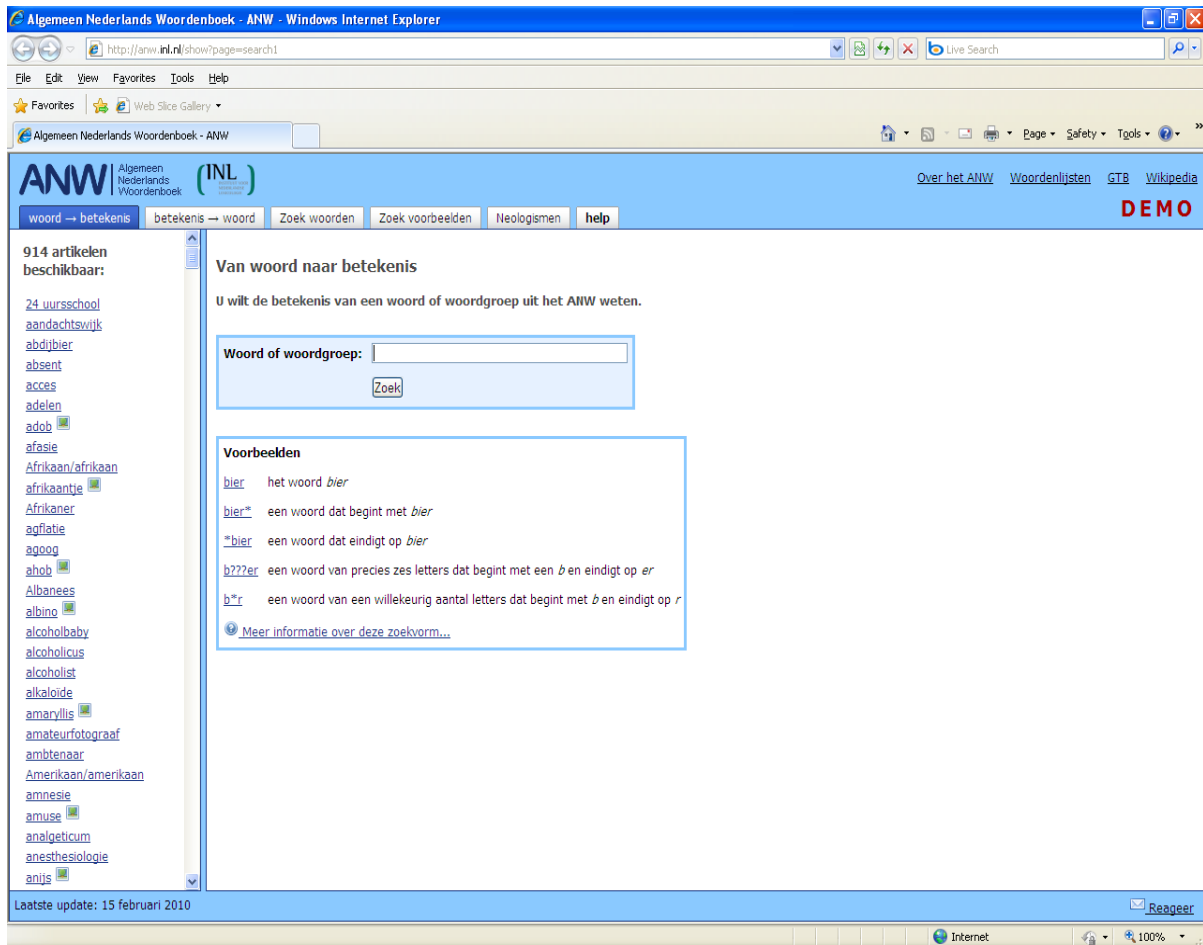 Algemeen Nederlands Woordenboek - ANW - Windows Internet Explorer
http://anw.inl.nl/show?page=search1
Live Search
File Edit View Favorites Tools Help
Favorites Web Slice Gallery
Algemeen Nederlands Woordenboek - ANW
Page Safety Tools
»
ANW Algemeen Nederlands Woordenboek (INL)
Over het ANW Woordenlijsten GTB Wikipedia
DEMO
woord → betekenis betekenis → woord Zoek woorden Zoek voorbeelden Neologismen help
914 artikelen
beschikbaar:
24 uursschool
aandachtswijk
abdijbier
absent
acces
adelen
adob
afasie
Afrikaan/afrikaan
afrikaantje
Afrikaner
agflatie
agoog
ahob
Albanees
albino
alcoholbaby
alcoholicus
alcoholist
alkaloïde
amaryllis
amateurfotograaf
ambtenaar
Amerikaan/amerikaan
amnesie
amuse
analgeticum
anesthesiologie
anijs
Van woord naar betekenis
U wilt de betekenis van een woord of woordgroep uit het ANW weten.
Woord of woordgroep:
Zoek
Voorbeelden
bier het woord bier
bier* een woord dat begint met bier
*bier een woord dat eindigt op bier
b???er een woord van precies zes letters dat begint met een b en eindigt op er
b*r een woord van een willekeurig aantal letters dat begint met b en eindigt op r
Meer informatie over deze zoekvorm...
Laatste update: 15 februari 2010
Reageer
Internet 100%